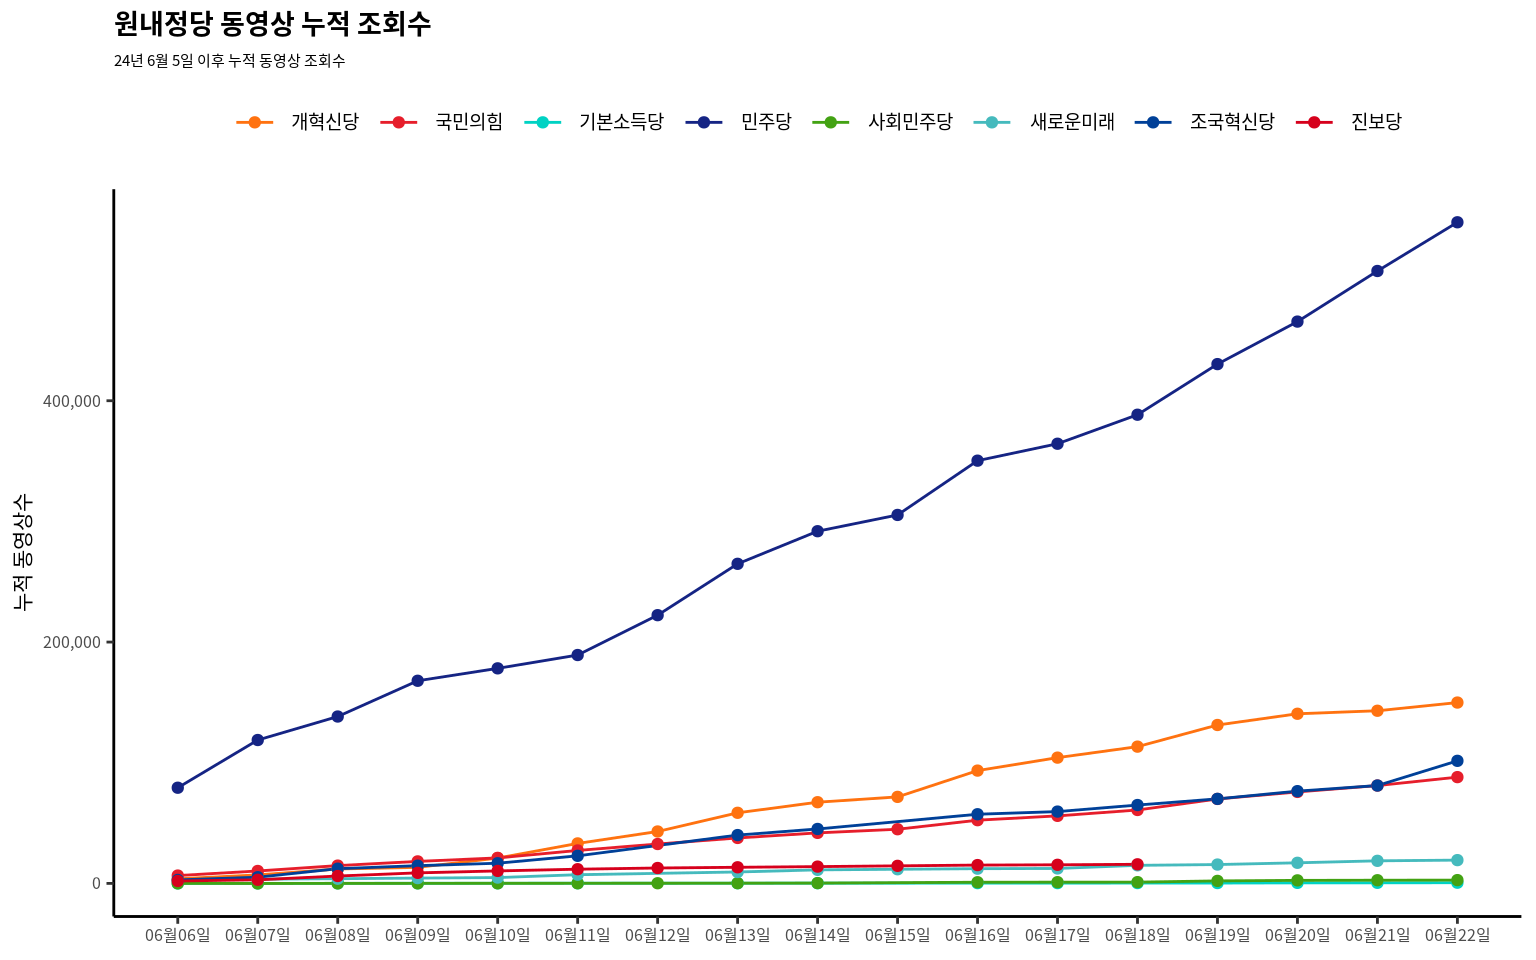 원내정당 동영상 누적 조회수
24년 6월 5일 이후 누적 동영상 조회수
개혁신당 국민의힘 기본소득당 민주당 사회민주당 새로운미래 조국혁신당 진보당
누적 동영상수
400,000
200,000
0
06월06일 06월07일 06월08일 06월09일 06월10일 06월11일 06월12일 06월13일 06월14일 06월15일 06월16일 06월17일 06월18일 06월19일 06월20일 06월21일 06월22일